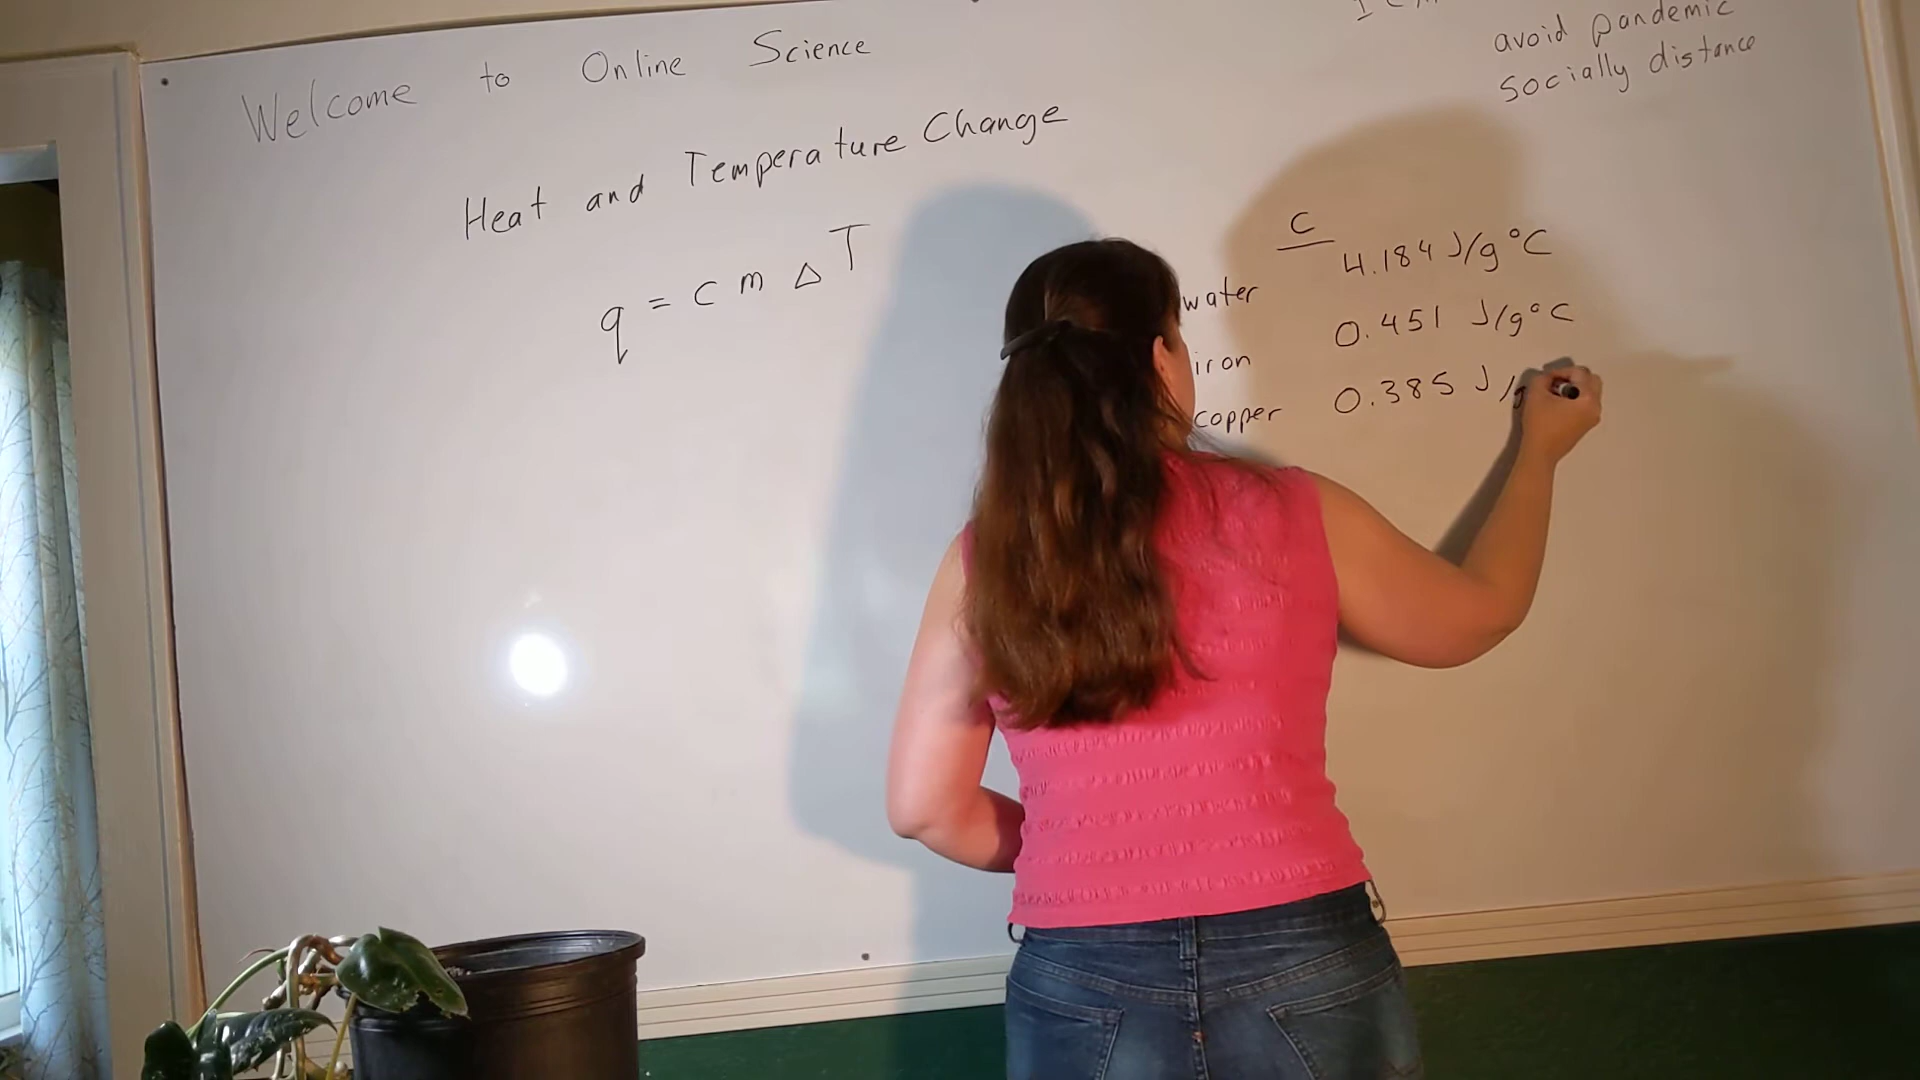 Welcome to Online Science
avoid pandemic
socially distance
Heat and Temperature Change
q = c m △ T
c
water 4.184 J/g °C
iron 0.451 J/g°C
copper 0.385 J/g